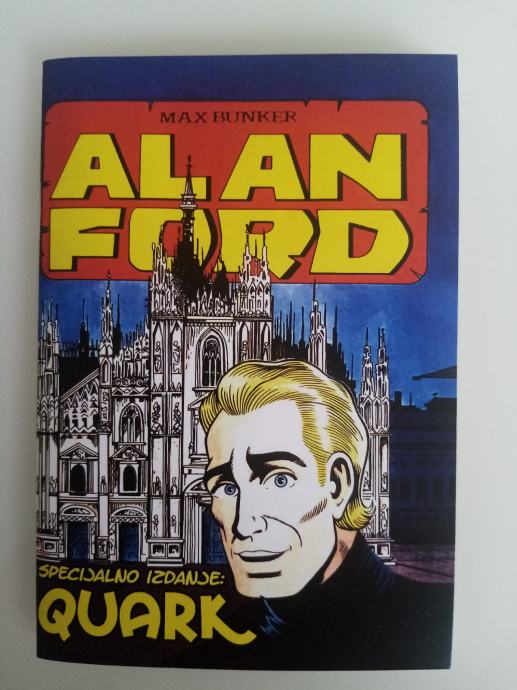 MAX BUNKER
ALAN
FORD
SPECIJALNO IZDANJE:
QUARK